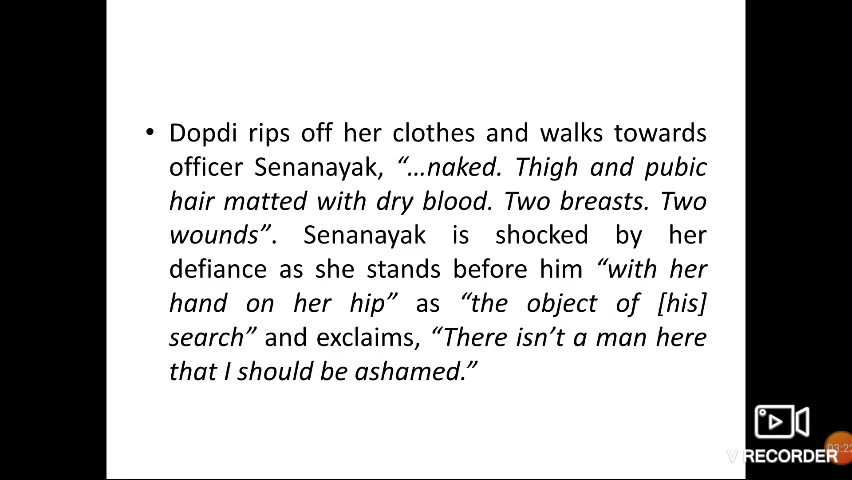 • Dopdi rips off her clothes and walks towards
officer Senanayak, “...naked. Thigh and pubic
hair matted with dry blood. Two breasts. Two
wounds”. Senanayak is shocked by her
defiance as she stands before him “with her
hand on her hip” as “the object of [his]
search” and exclaims, “There isn’t a man here
that I should be ashamed.”
V RECORDER